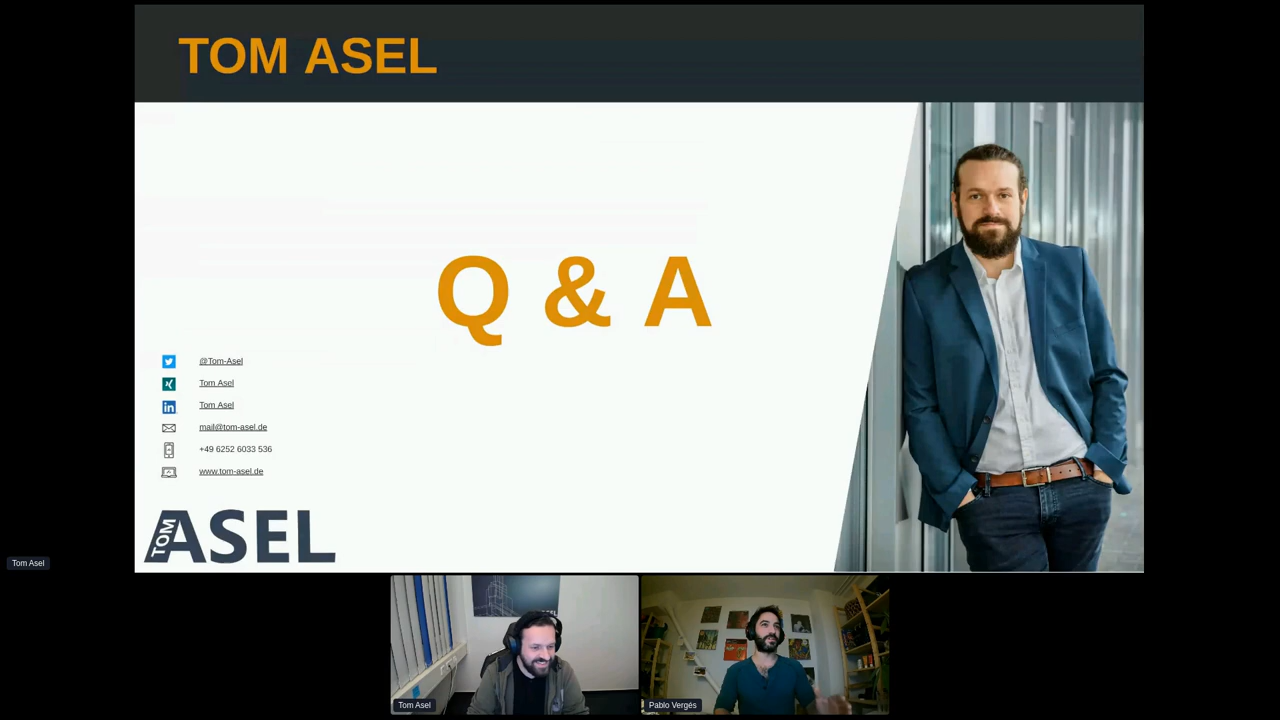 TOM ASEL
Q & A
@Tom-Asel
Tom Asel
Tom Asel
mail@tom-asel.de
+49 6252 6033 536
www.tom-asel.de
TOM ASEL
Tom Asel
Tom Asel
Pablo Vergés